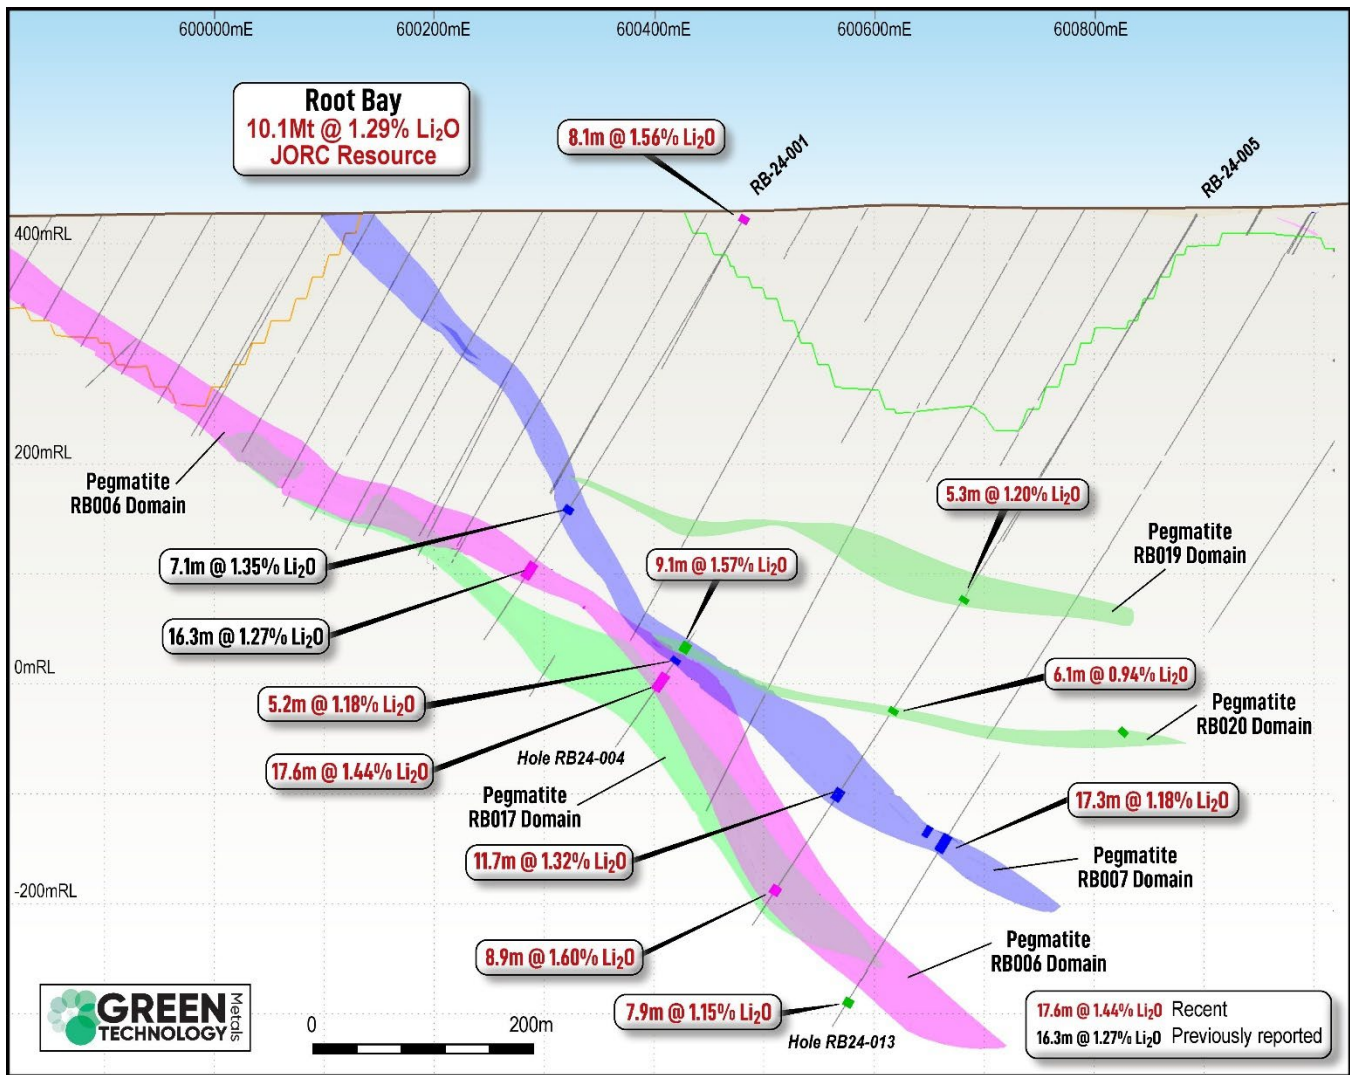 600000mE 600200mE 600400mE 600600mE 600800mE
Root Bay
10.1Mt @ 1.29% Li₂O
JORC Resource
8.1m @ 1.56% Li₂O
RB-24-001
RB-24-005
400mRL
200mRL
Pegmatite
RB006 Domain
5.3m @ 1.20% Li₂O
Pegmatite
RB019 Domain
7.1m @ 1.35% Li₂O
9.1m @ 1.57% Li₂O
16.3m @ 1.27% Li₂O
0mRL
6.1m @ 0.94% Li₂O
5.2m @ 1.18% Li₂O
Pegmatite
RB020 Domain
Hole RB24-004
17.6m @ 1.44% Li₂O
Pegmatite
RB017 Domain
17.3m @ 1.18% Li₂O
11.7m @ 1.32% Li₂O
Pegmatite
RB007 Domain
-200mRL
8.9m @ 1.60% Li₂O
Pegmatite
RB006 Domain
7.9m @ 1.15% Li₂O
Hole RB24-013
GREEN
TECHNOLOGY
Metals
0 200m
17.6m @ 1.44% Li₂O Recent
16.3m @ 1.27% Li₂O Previously reported